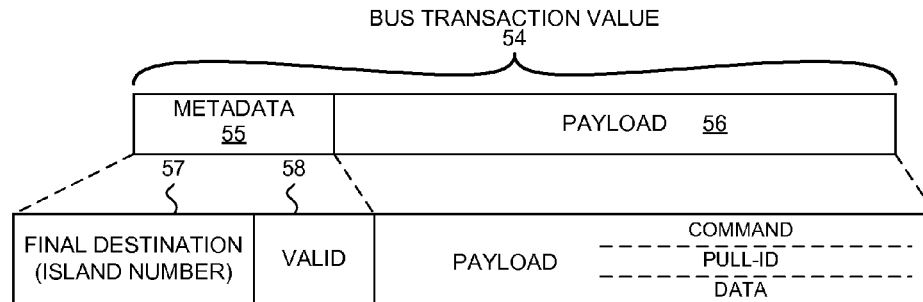 BUS TRANSACTION VALUE
54
METADATA
55
PAYLOAD 56
57 58
FINAL DESTINATION
(ISLAND NUMBER)
VALID
PAYLOAD
COMMAND
PULL-ID
DATA